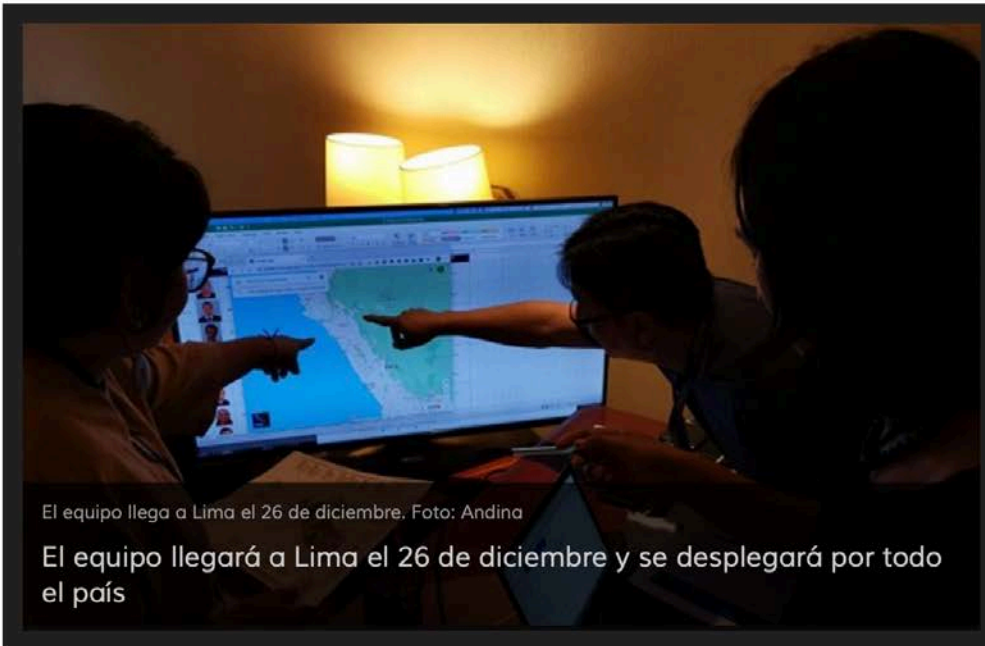 El equipo llega a Lima el 26 de diciembre. Foto: Andina
El equipo llegará a Lima el 26 de diciembre y se desplegará por todo
el país